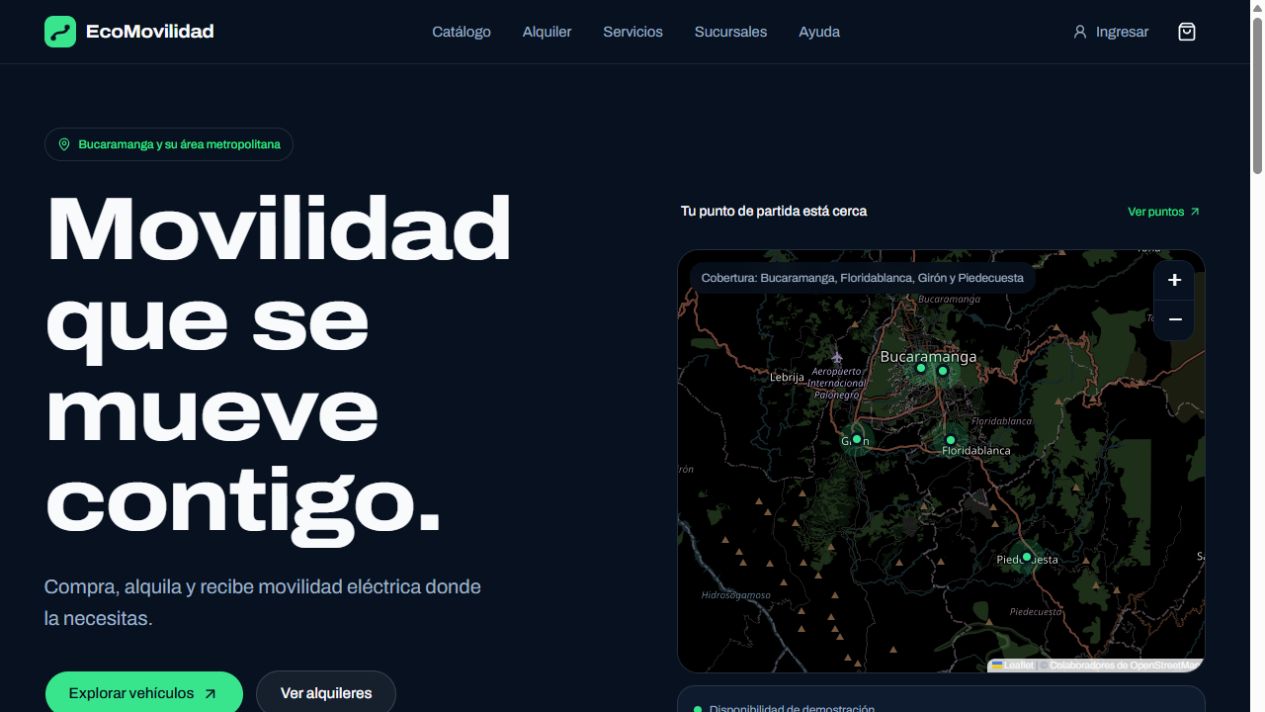 EcoMovilidad
Catálogo
Alquiler
Servicios
Sucursales
Ayuda
Ingresar
Bucaramanga y su área metropolitana
Movilidad
que se
mueve
contigo.
Compra, alquila y recibe movilidad eléctrica donde
la necesitas.
Explorar vehículos
Ver alquileres
Tu punto de partida está cerca
Ver puntos
Cobertura: Bucaramanga, Floridablanca, Girón y Piedecuesta
+
−
Bucaramanga
Bucaramanga
Lebrija
Aeropuerto
Internacional
Palonegro
Floridablanca
Floridablanca
Hidrosogamoso
Piedecuesta
Leaflet | © Colaboradores de OpenStreetMap
Disponibilidad de demostración